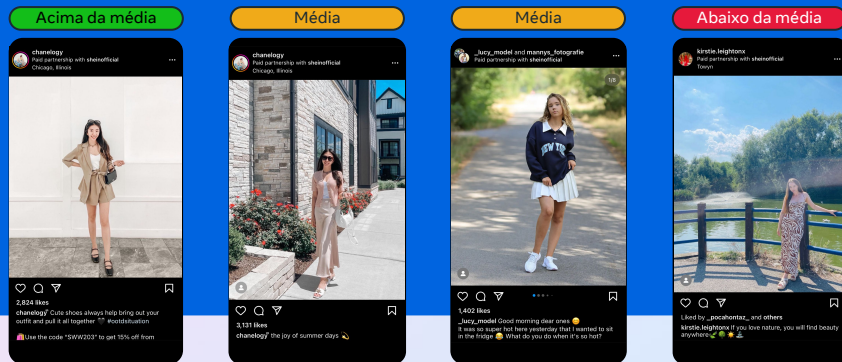 Acima da média
Média
Média
Abaixo da média
chanelogy
Paid partnership with sheinofficial
Chicago, Illinois
2,824 likes
chanelogy Cute shoes always help bring out your
outfit and pull it all together 🖤 #ootdsituation
🛍️Use the code "SWW203" to get 15% off from
chanelogy
Paid partnership with sheinofficial
Chicago, Illinois
3,131 likes
chanelogy the joy of summer days 💫
_lucy_model and mannys_fotografie
Paid partnership with sheinofficial
1/8
NEW
1,402 likes
_lucy_model Good morning dear ones 😊
It was so super hot here yesterday that I wanted to sit
in the fridge 😂 What do you do when it's so hot?
kirstie.leightonx
Paid partnership with sheinofficial
Towyn
Liked by _pocahontaz_ and others
kirstie.leightonx If you love nature, you will find beauty
anywhere🌿🌳☀️🏝️